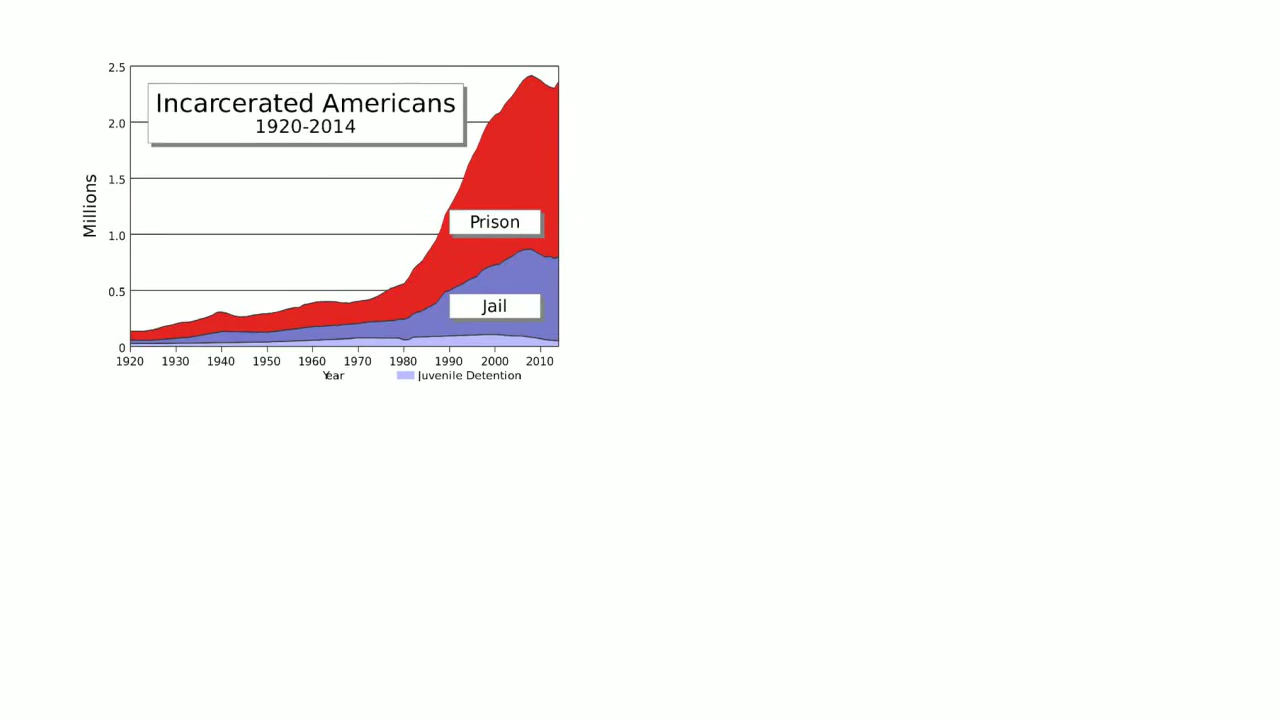 Incarcerated Americans
1920-2014
Millions
2.5
2.0
1.5
1.0
0.5
0
Prison
Jail
1920 1930 1940 1950 1960 1970 1980 1990 2000 2010
Year
Juvenile Detention